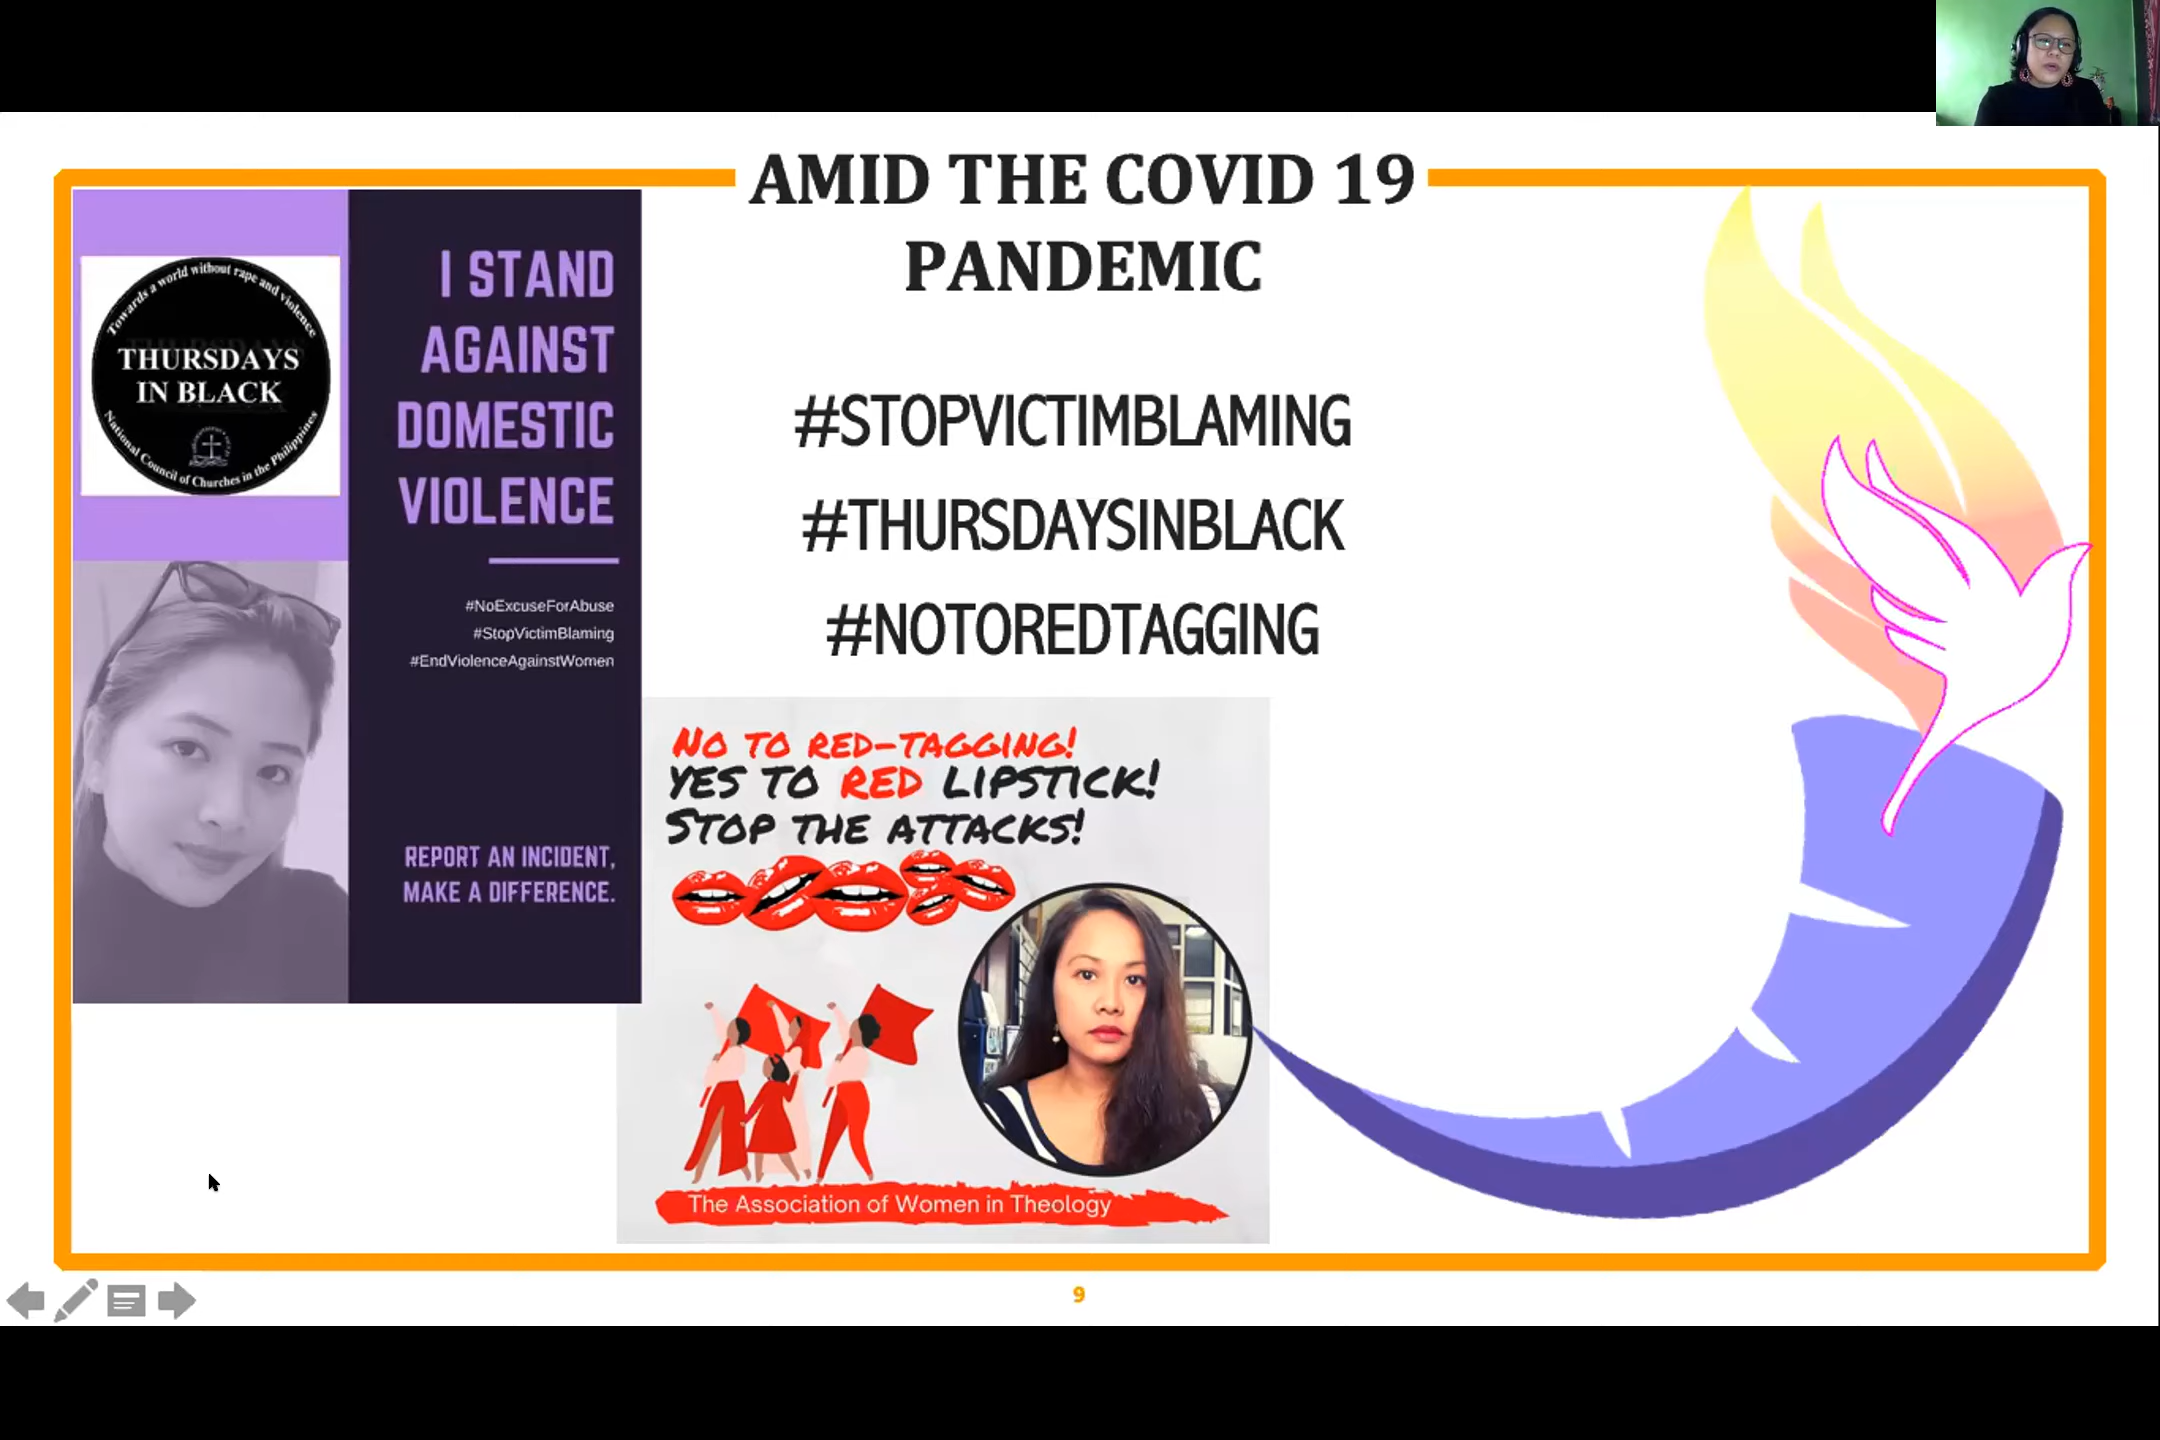 AMID THE COVID 19
PANDEMIC
Towards a world without rape and violence
THURSDAYS
IN BLACK
National Council of Churches in the Philippines
I STAND
AGAINST
DOMESTIC
VIOLENCE
#NoExcuseForAbuse
#StopVictimBlaming
#EndViolenceAgainstWomen
REPORT AN INCIDENT,
MAKE A DIFFERENCE.
#STOPVICTIMBLAMING
#THURSDAYSINBLACK
#NOTOREDTAGGING
NO TO RED-TAGGING!
YES TO RED LIPSTICK!
STOP THE ATTACKS!
The Association of Women in Theology
9